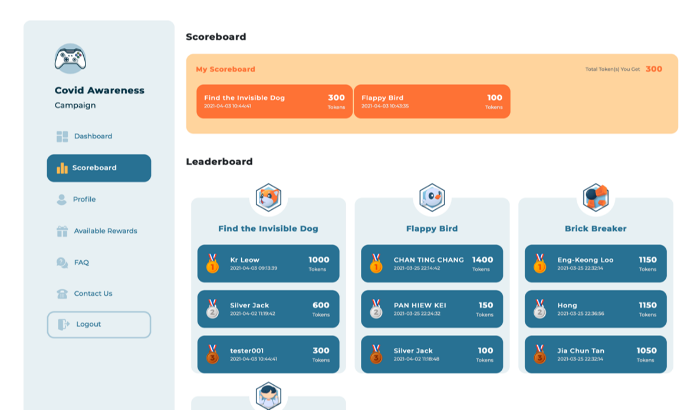 Covid Awareness
Campaign
Dashboard
Scoreboard
Profile
Available Rewards
FAQ
Contact Us
Logout
Scoreboard
My Scoreboard
Total Token(s) You Got 300
Find the Invisible Dog 300
2021-04-03 10:44:41 Tokens
Flappy Bird 100
2021-04-03 10:43:35 Tokens
Leaderboard
Find the Invisible Dog
1 Kr Leow 1000
2021-04-03 09:13:39 Tokens
2 Silver Jack 600
2021-04-02 11:19:43 Tokens
3 tester001 300
2021-04-03 10:44:41 Tokens
Flappy Bird
1 CHAN TING CHANG 1400
2021-03-25 22:14:42 Tokens
2 PAN HIEW KEI 150
2021-03-25 22:24:32 Tokens
3 Silver Jack 100
2021-04-02 11:18:48 Tokens
Brick Breaker
1 Eng-Keong Loo 1150
2021-03-25 22:32:14 Tokens
2 Hong 1150
2021-03-25 22:36:56 Tokens
3 Jia Chun Tan 1050
2021-03-25 22:32:14 Tokens